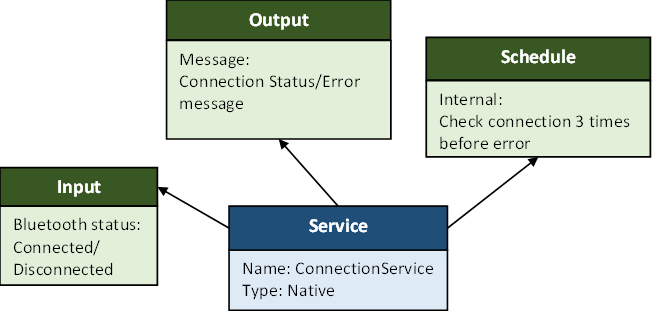 Output
Message:
Connection Status/Error
message
Schedule
Internal:
Check connection 3 times
before error
Input
Bluetooth status:
Connected/
Disconnected
Service
Name: ConnectionService
Type: Native